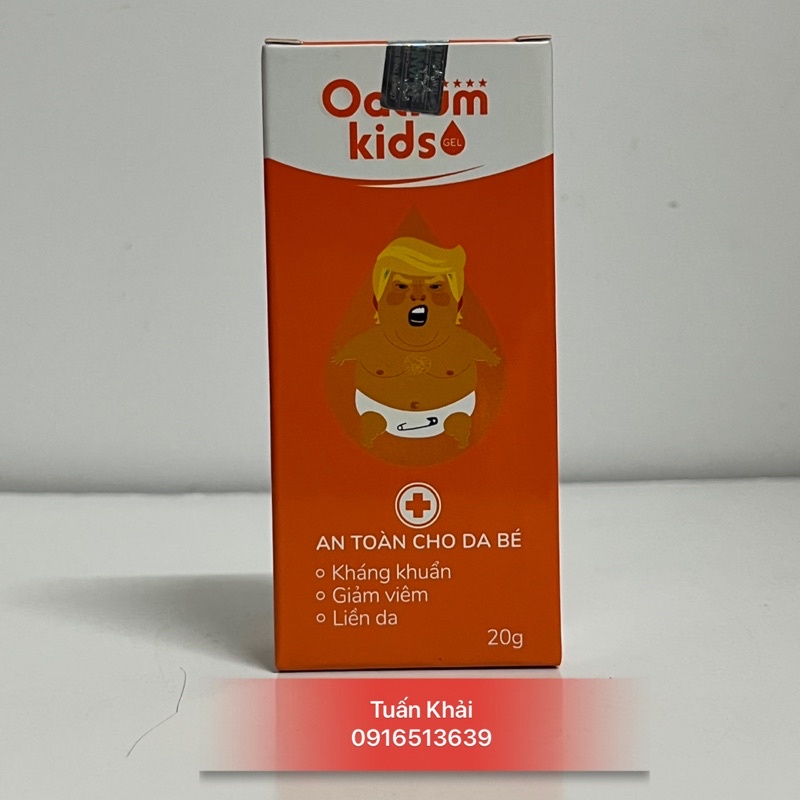 kids
GEL
AN TOÀN CHO DA BÉ
Kháng khuẩn
Giảm viêm
Liền da
20g
Tuấn Khải
0916513639